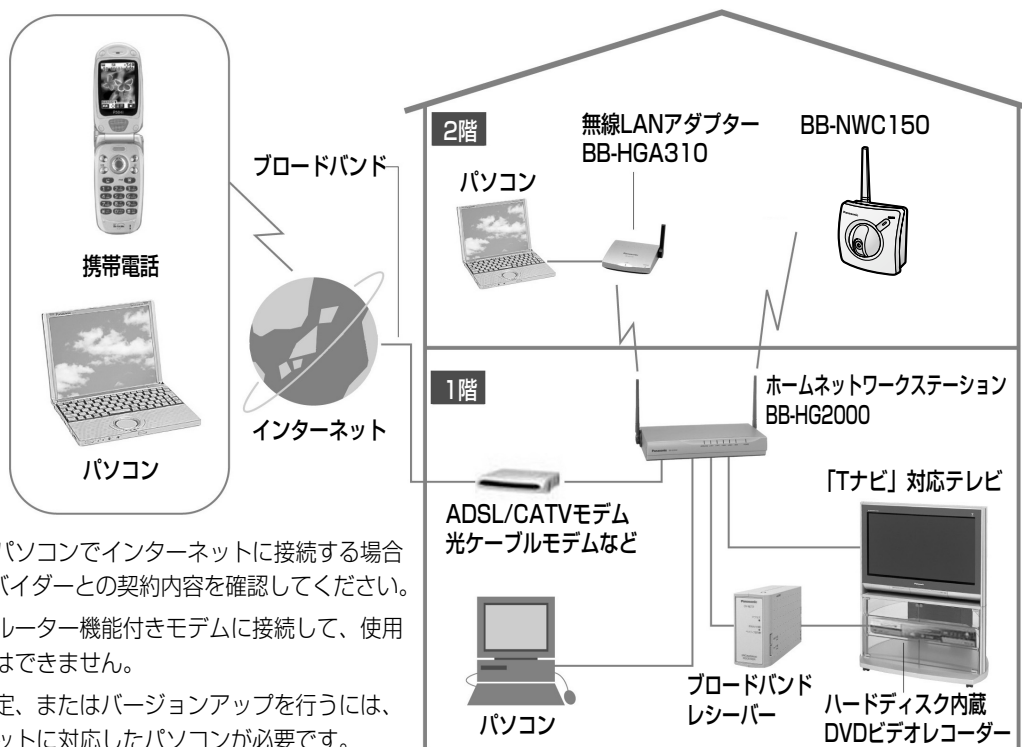 携帯電話
パソコン
ブロードバンド
インターネット
2階
パソコン
無線LANアダプター
BB-HGA310
BB-NWC150
1階
ホームネットワークステーション
BB-HG2000
ADSL/CATVモデム
光ケーブルモデムなど
「Tナビ」対応テレビ
パソコン
ブロードバンド
レシーバー
ハードディスク内蔵
DVDビデオレコーダー
パソコンでインターネットに接続する場合
バイダーとの契約内容を確認してください。
ルーター機能付きモデムに接続して、使用
はできません。
定、またはバージョンアップを行うには、
ットに対応したパソコンが必要です。